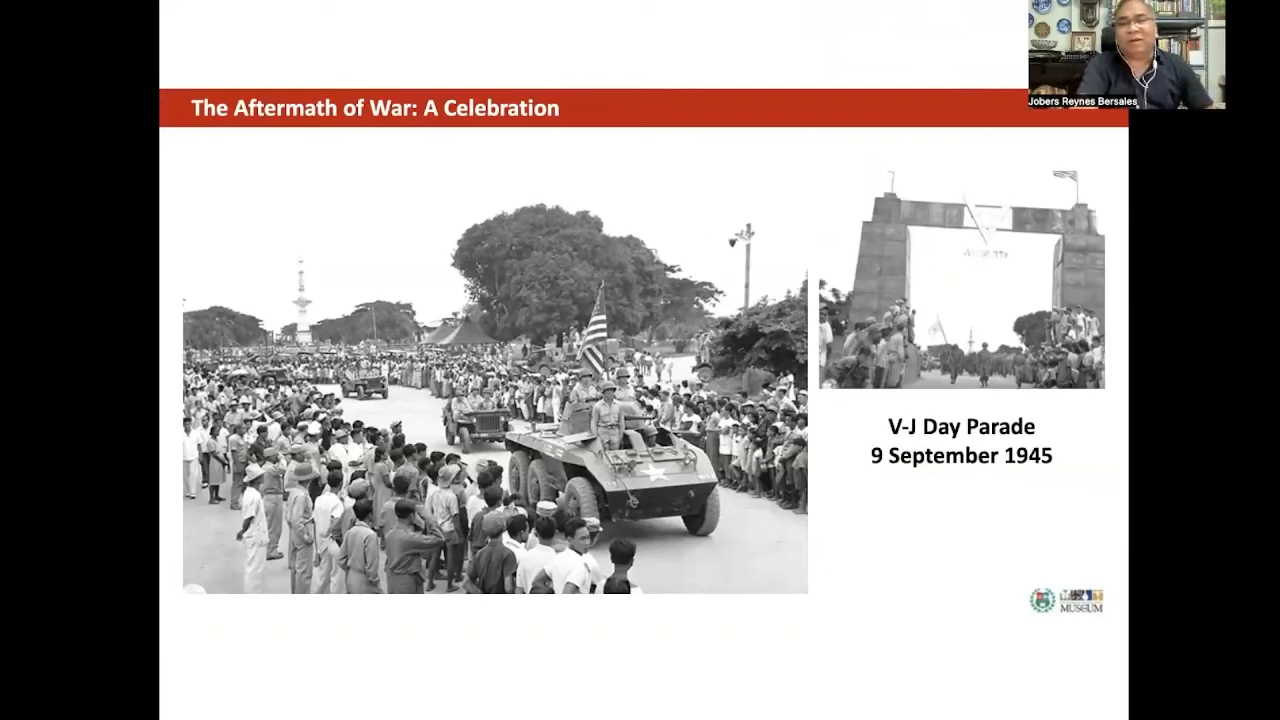 Jobers Reynes Bersales
The Aftermath of War: A Celebration
V-J Day Parade
9 September 1945
MUSEUM